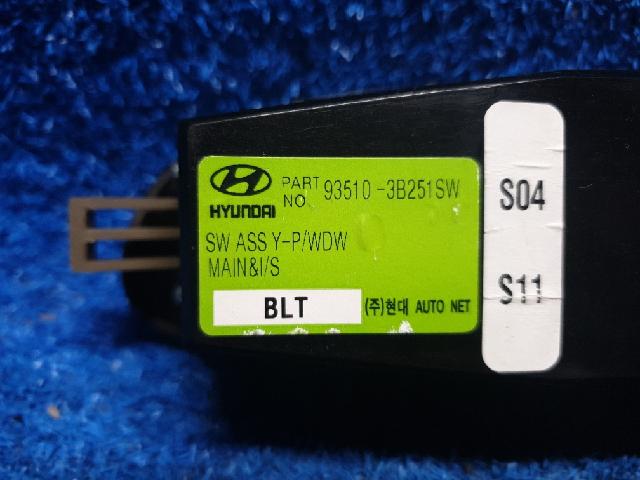 HYUNDAI
PART NO. 93510-3B251SW
SW ASS Y-P/WDW
MAIN&I/S
BLT
(주)현대 AUTO NET
S04
S11